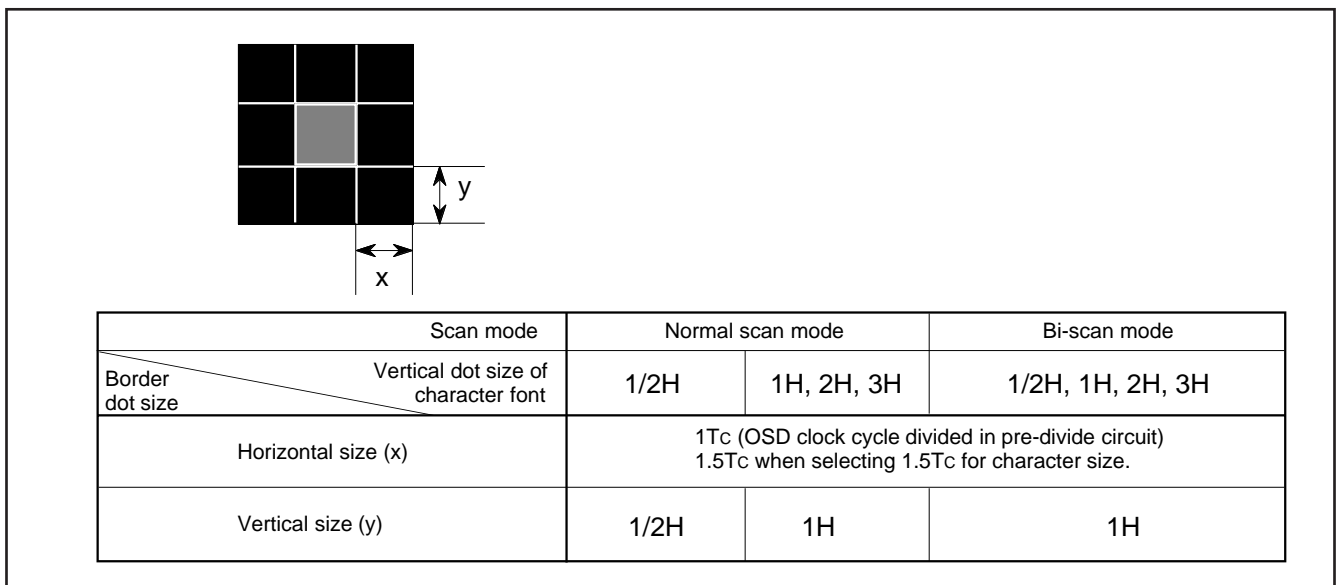 y
x
Scan mode
Normal scan mode
Bi-scan mode
Border
dot size
Vertical dot size of
character font
1/2H
1H, 2H, 3H
1/2H, 1H, 2H, 3H
Horizontal size (x)
1TC (OSD clock cycle divided in pre-divide circuit)
1.5TC when selecting 1.5TC for character size.
Vertical size (y)
1/2H
1H
1H